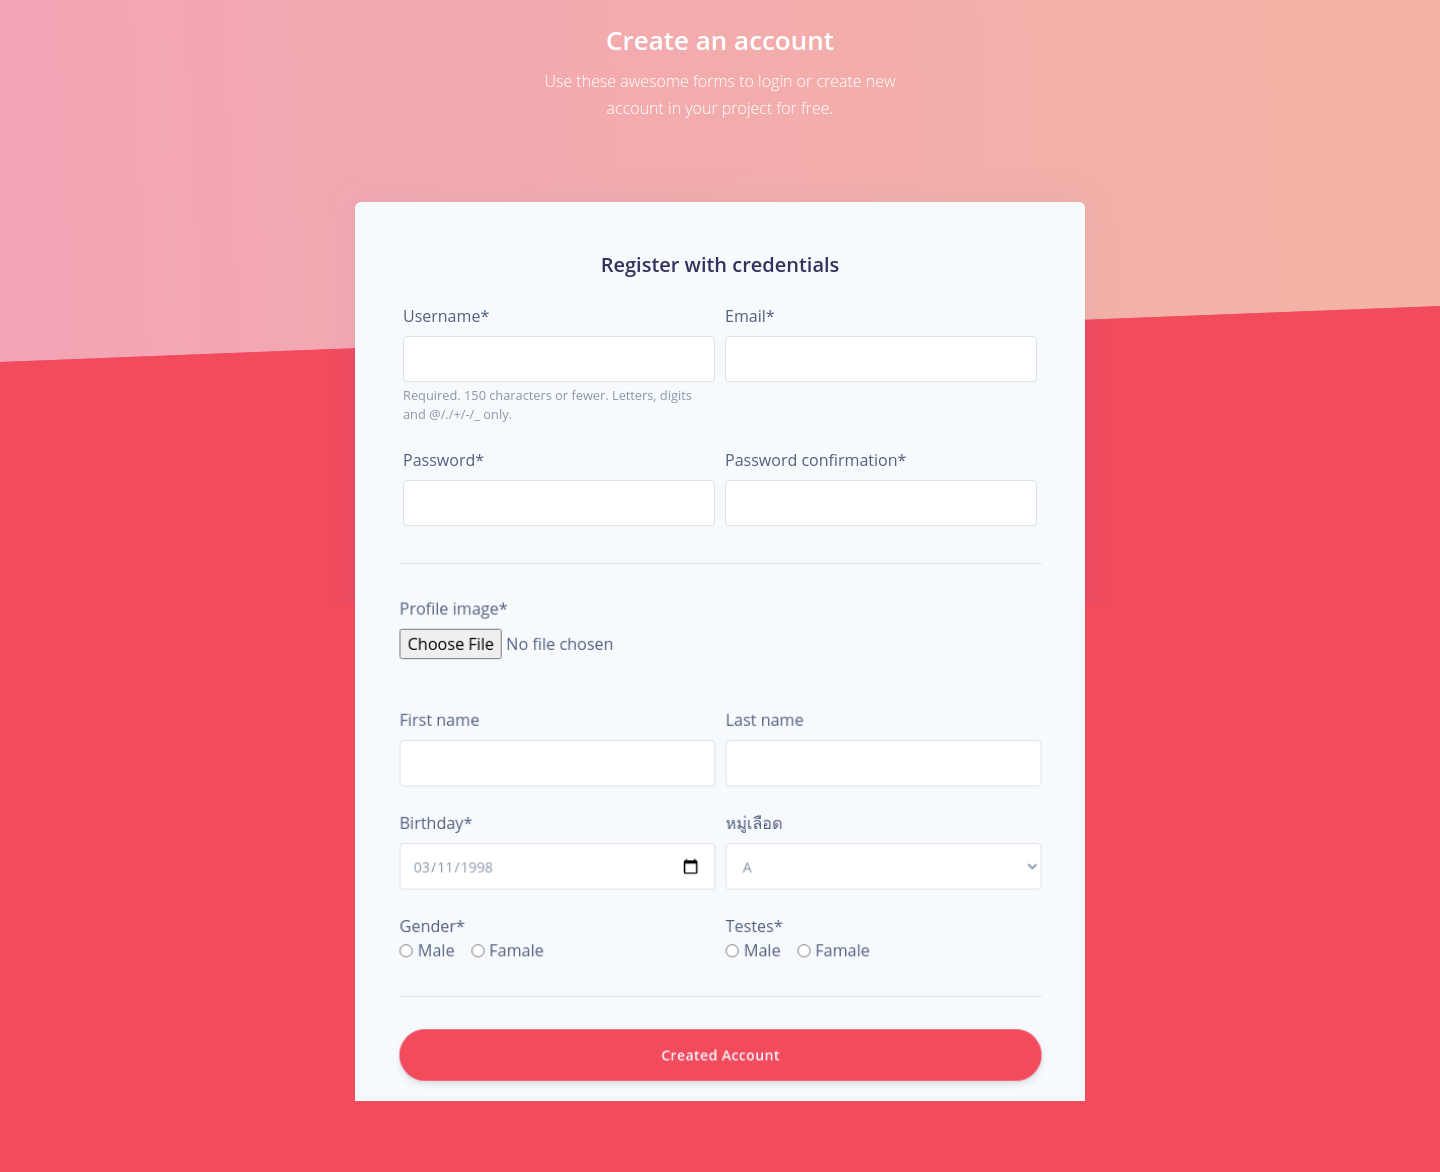 Create an account
Use these awesome forms to login or create new
account in your project for free.
Register with credentials
Username*
Email*
Required. 150 characters or fewer. Letters, digits
and @/./+/-/_ only.
Password*
Password confirmation*
Profile image*
Choose File No file chosen
First name
Last name
Birthday*
หมู่เลือด
03/11/1998
A
Gender*
Testes*
Male Famale
Male Famale
Created Account